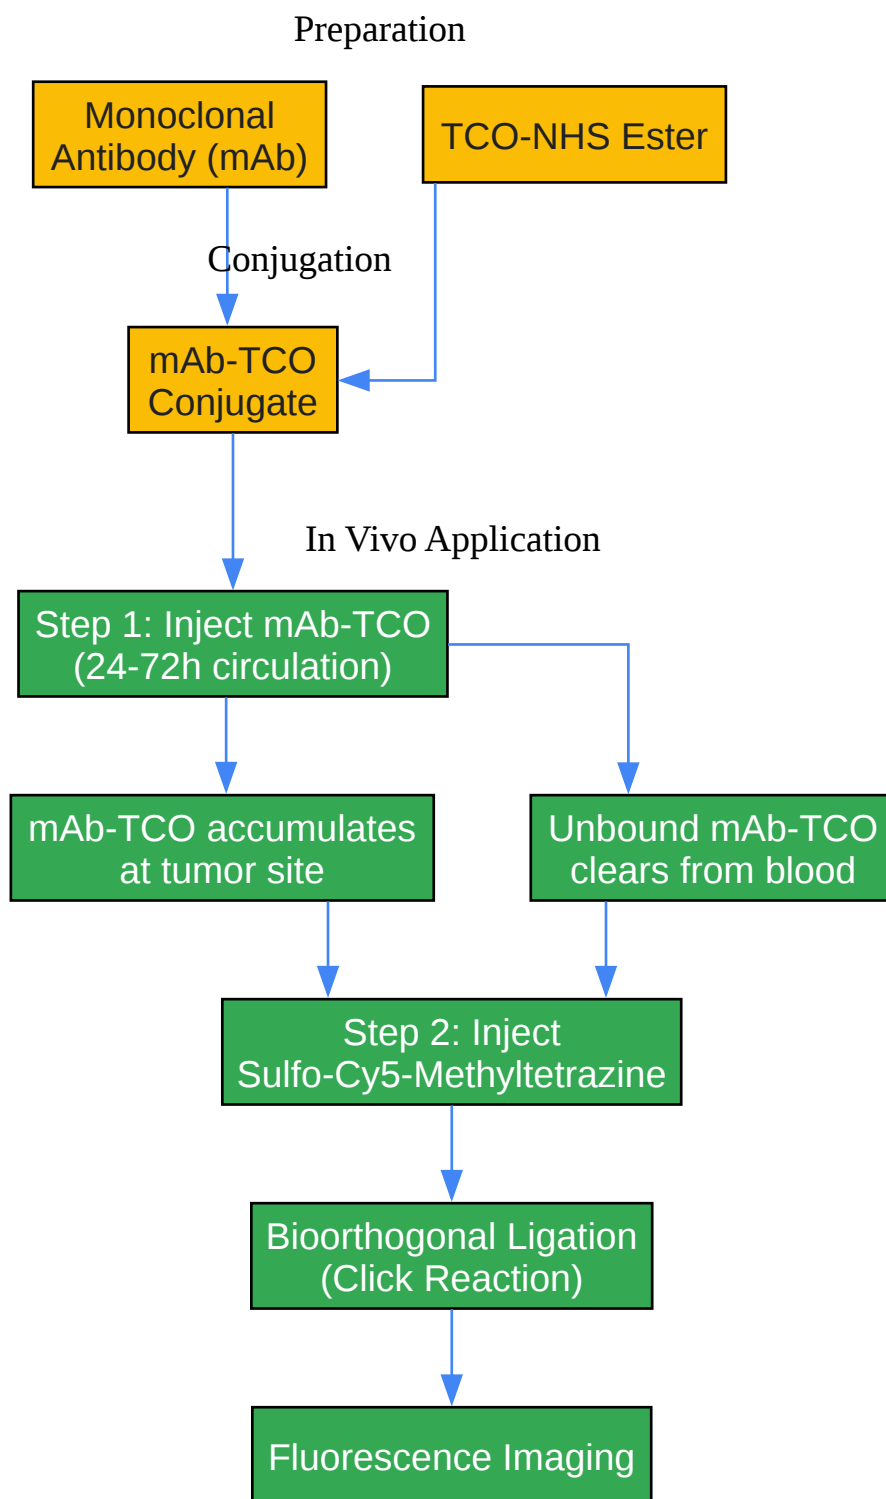 Preparation
Monoclonal
Antibody (mAb)
TCO-NHS Ester
Conjugation
mAb-TCO
Conjugate
In Vivo Application
Step 1: Inject mAb-TCO
(24-72h circulation)
mAb-TCO accumulates
at tumor site
Unbound mAb-TCO
clears from blood
Step 2: Inject
Sulfo-Cy5-Methyltetrazine
Bioorthogonal Ligation
(Click Reaction)
Fluorescence Imaging